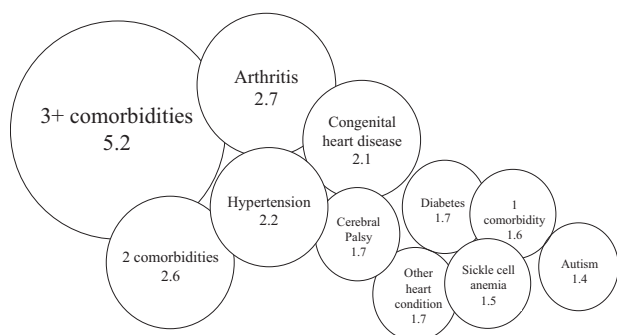 3+ comorbidities
5.2
Arthritis
2.7
Congenital
heart disease
2.1
Hypertension
2.2
2 comorbidities
2.6
Cerebral
Palsy
1.7
Diabetes
1.7
1
comorbidity
1.6
Other
heart
condition
1.7
Sickle cell
anemia
1.5
Autism
1.4